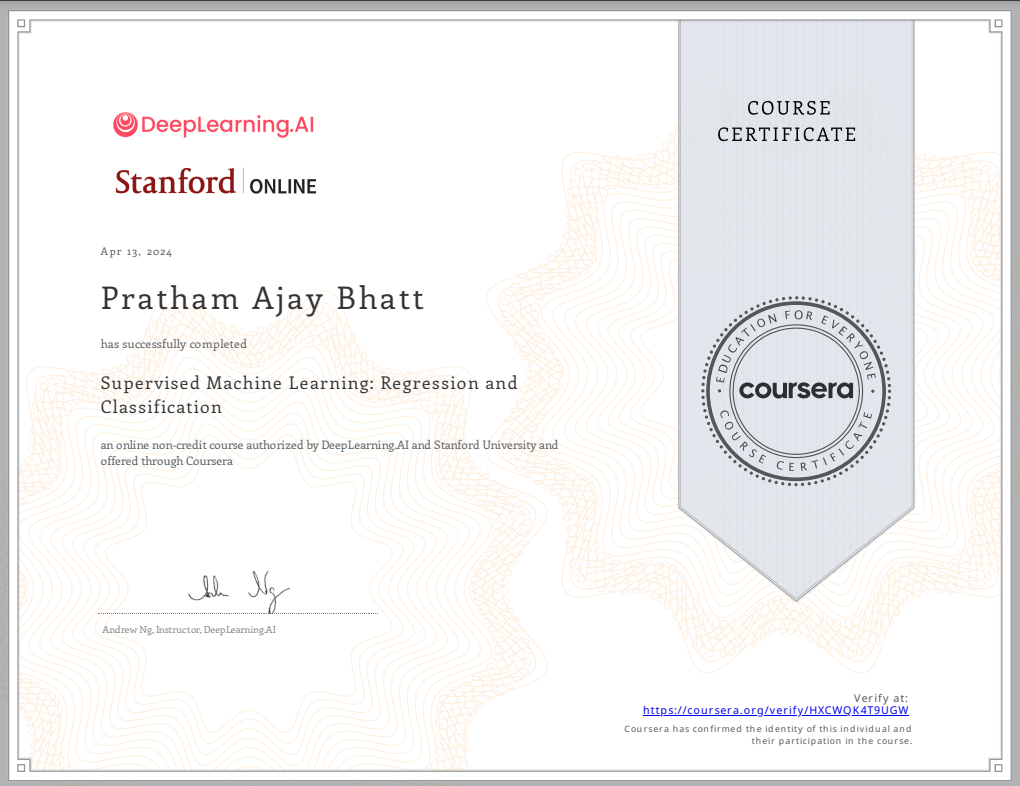 DeepLearning.AI
Stanford ONLINE
Apr 13, 2024
Pratham Ajay Bhatt
has successfully completed
Supervised Machine Learning: Regression and
Classification
an online non-credit course authorized by DeepLearning.AI and Stanford University and
offered through Coursera
Andrew Ng, Instructor, DeepLearning.AI
COURSE
CERTIFICATE
EDUCATION FOR EVERYONE
coursera
COURSE CERTIFICATE
Verify at:
https://coursera.org/verify/HXCWQK4T9UGW
Coursera has confirmed the identity of this individual and
their participation in the course.